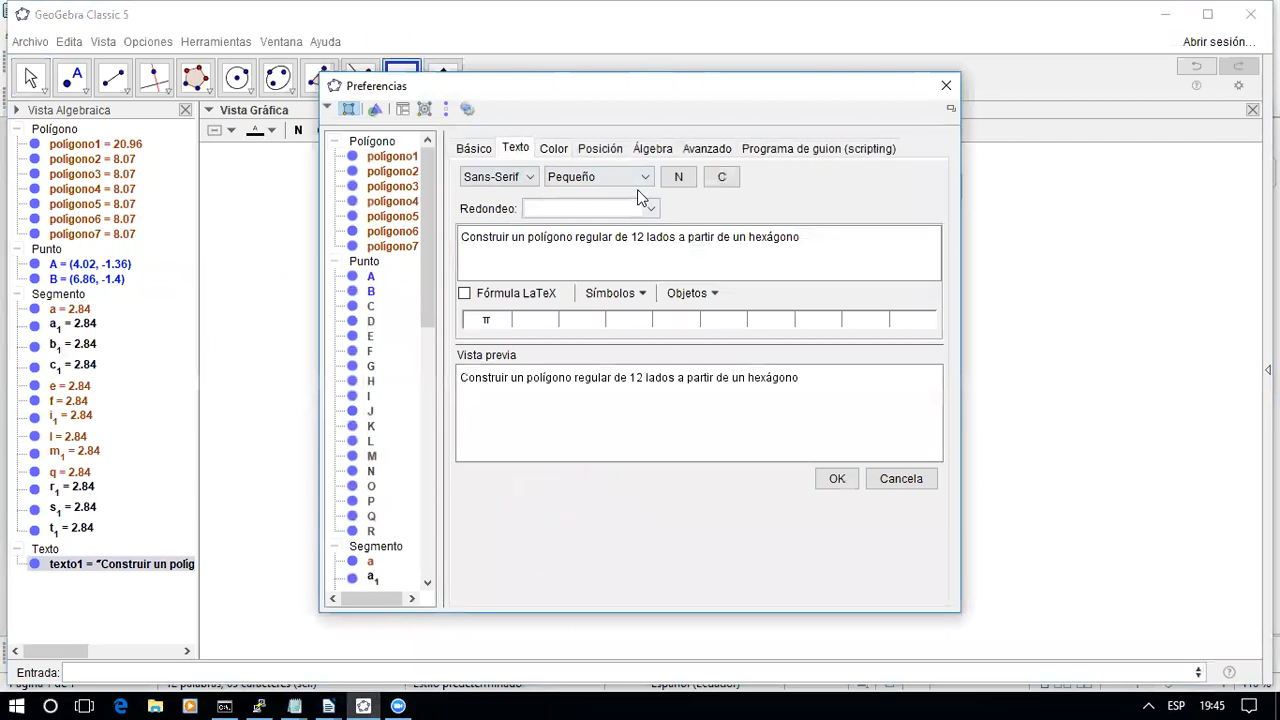 GeoGebra Classic 5
Archivo Edita Vista Opciones Herramientas Ventana Ayuda
Abrir sesión...
Vista Algebraica
Vista Gráfica
Polígono
polígono1 = 20.96
polígono2 = 8.07
polígono3 = 8.07
polígono4 = 8.07
polígono5 = 8.07
polígono6 = 8.07
polígono7 = 8.07
Punto
A = (4.02, -1.36)
B = (6.86, -1.4)
Segmento
a = 2.84
a1 = 2.84
b1 = 2.84
c1 = 2.84
e = 2.84
f = 2.84
i1 = 2.84
l = 2.84
m1 = 2.84
q = 2.84
r1 = 2.84
s1 = 2.84
t1 = 2.84
Texto
texto1 = "Construir un políg
A
N
Preferencias
Polígono
polígono1
polígono2
polígono3
polígono4
polígono5
polígono6
polígono7
Punto
A
B
C
D
E
F
G
H
I
J
K
L
M
N
O
P
Q
R
Segmento
a
a1
Básico Texto Color Posición Álgebra Avanzado Programa de guion (scripting)
Sans-Serif Pequeño N C
Redondeo:
Construir un polígono regular de 12 lados a partir de un hexágono
Fórmula LaTeX Símbolos Objetos
π
Vista previa
Construir un polígono regular de 12 lados a partir de un hexágono
OK Cancela
Entrada:
ESP 19:45